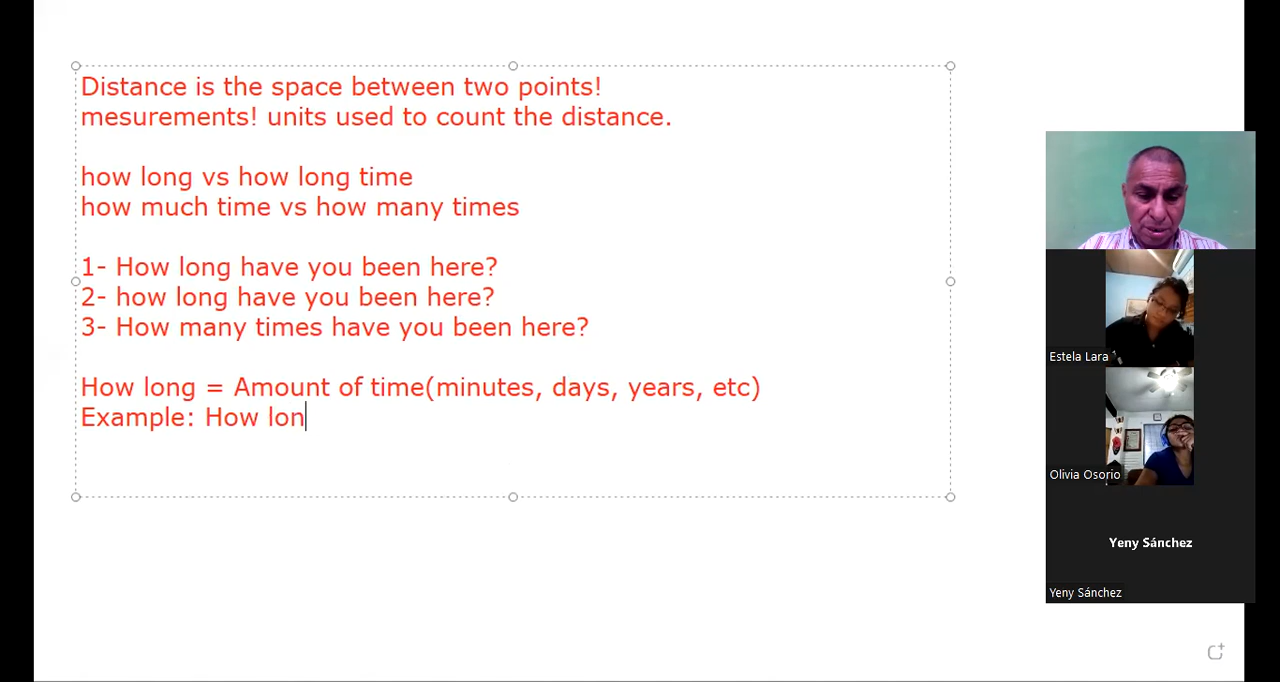 Distance is the space between two points!
mesurements! units used to count the distance.
how long vs how long time
how much time vs how many times
1- How long have you been here?
2- how long have you been here?
3- How many times have you been here?
How long = Amount of time(minutes, days, years, etc)
Example: How lon
Estela Lara
Olivia Osorio
Yeny Sánchez
Yeny Sánchez